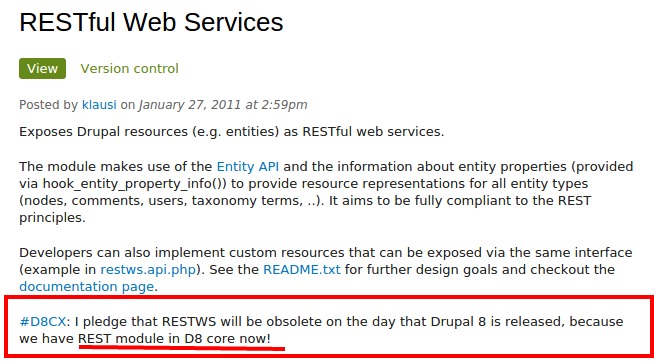 RESTful Web Services
View Version control
Posted by klausi on January 27, 2011 at 2:59pm
Exposes Drupal resources (e.g. entities) as RESTful web services.
The module makes use of the Entity API and the information about entity properties (provided
via hook_entity_property_info()) to provide resource representations for all entity types
(nodes, comments, users, taxonomy terms, ..). It aims to be fully compliant to the REST
principles.
Developers can also implement custom resources that can be exposed via the same interface
(example in restws.api.php). See the README.txt for further design goals and checkout the
documentation page.
#D8CX: I pledge that RESTWS will be obsolete on the day that Drupal 8 is released, because
we have REST module in D8 core now!